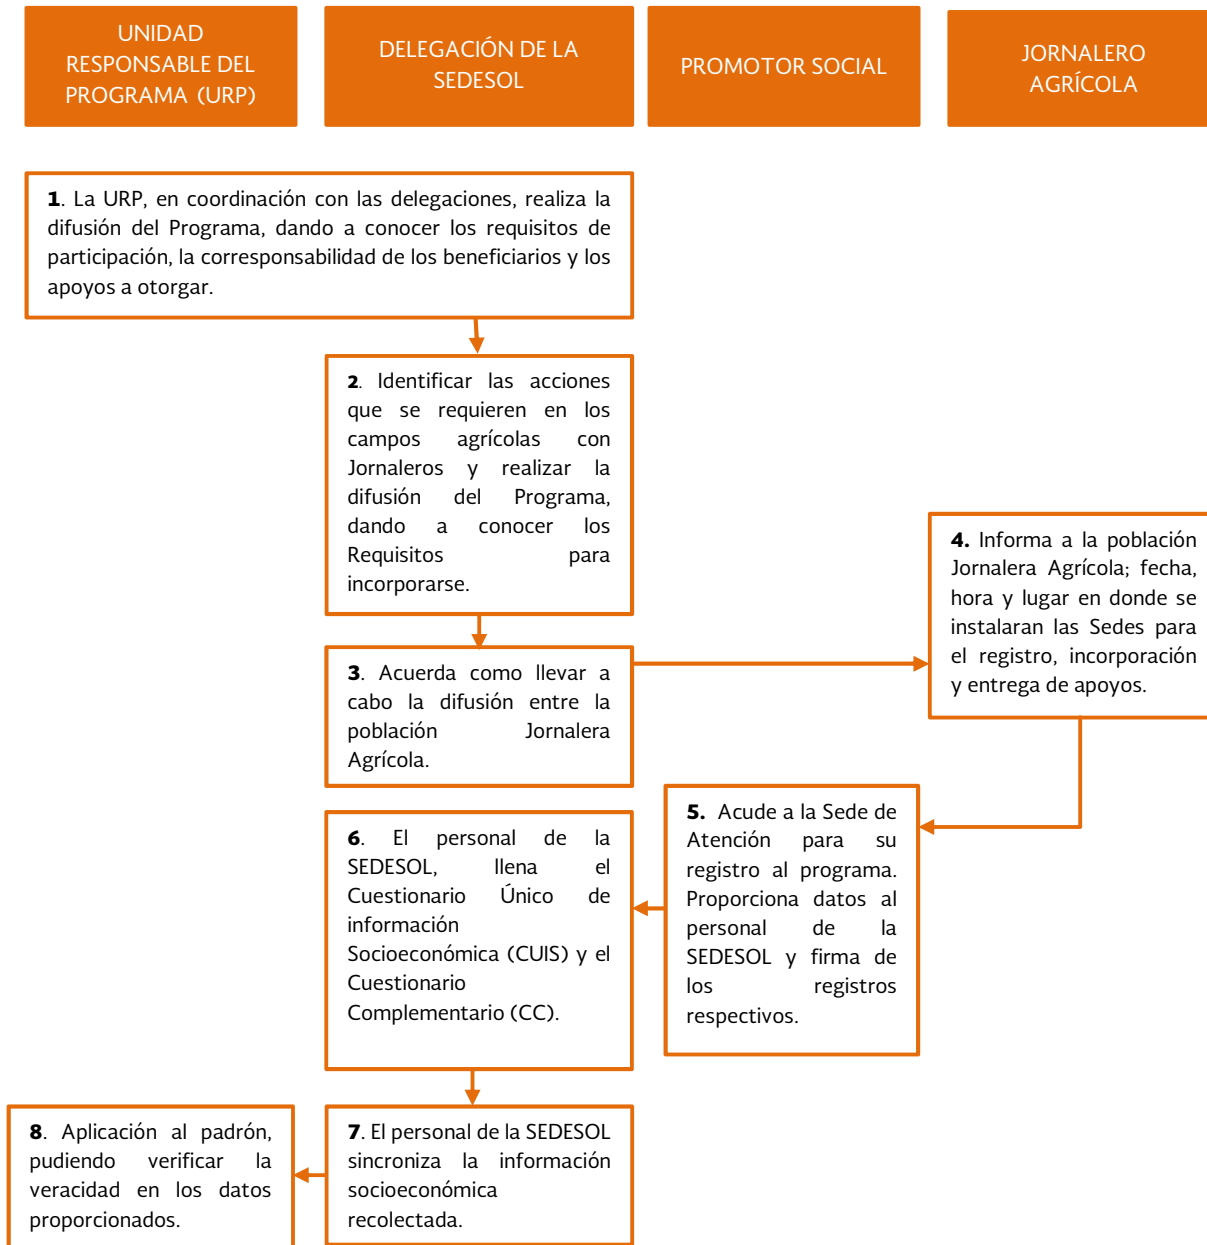 UNIDAD
RESPONSABLE DEL
PROGRAMA (URP)
DELEGACIÓN DE LA
SEDESOL
PROMOTOR SOCIAL
JORNALERO
AGRÍCOLA
1. La URP, en coordinación con las delegaciones, realiza la
difusión del Programa, dando a conocer los requisitos de
participación, la corresponsabilidad de los beneficiarios y los
apoyos a otorgar.
2. Identificar las acciones
que se requieren en los
campos agrícolas con
Jornaleros y realizar la
difusión del Programa,
dando a conocer los
Requisitos para
incorporarse.
3. Acuerda como llevar a
cabo la difusión entre la
población Jornalera
Agrícola.
4. Informa a la población
Jornalera Agrícola; fecha,
hora y lugar en donde se
instalaran las Sedes para
el registro, incorporación
y entrega de apoyos.
5. Acude a la Sede de
Atención para su
registro al programa.
Proporciona datos al
personal de la
SEDESOL y firma de
los registros
respectivos.
6. El personal de la
SEDESOL, llena el
Cuestionario Único de
información
Socioeconómica (CUIS) y el
Cuestionario
Complementario (CC).
7. El personal de la SEDESOL
sincroniza la información
socioeconómica
recolectada.
8. Aplicación al padrón,
pudiendo verificar la
veracidad en los datos
proporcionados.